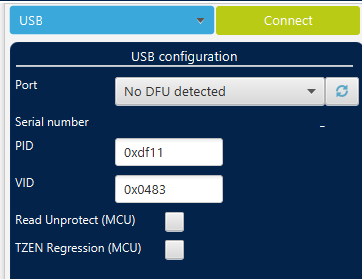 USB Connect
USB configuration
Port No DFU detected
Serial number _
PID 0xdf11
VID 0x0483
Read Unprotect (MCU)
TZEN Regression (MCU)